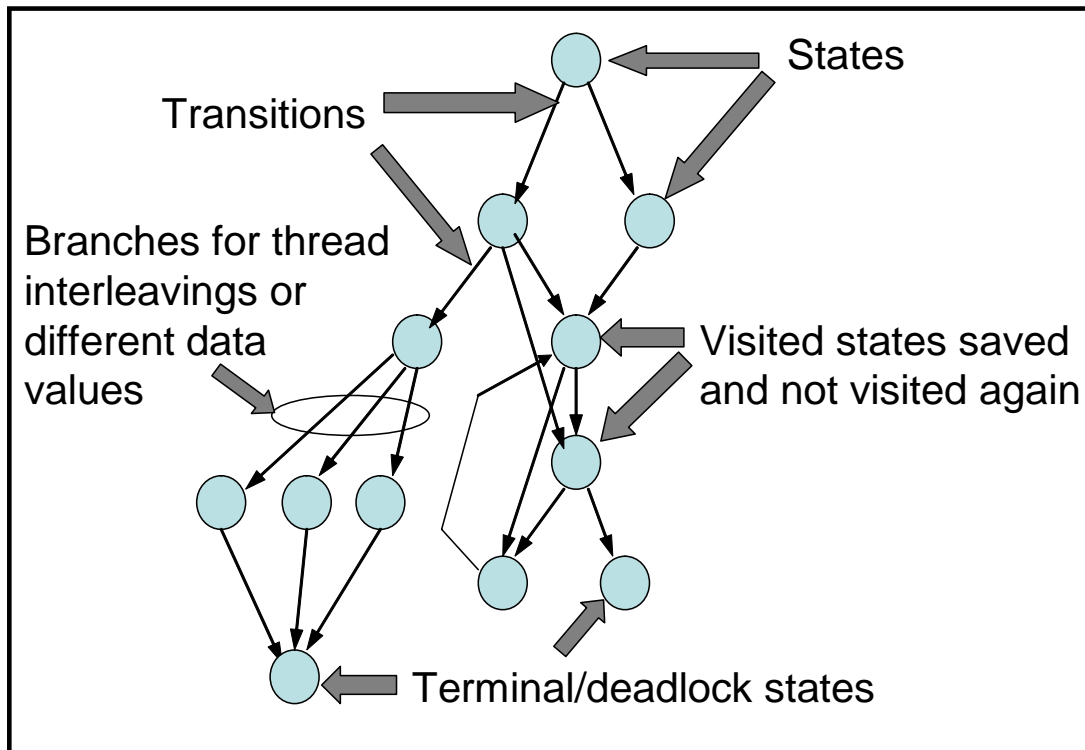 States
Transitions
Branches for thread
interleavings or
different data
values
Visited states saved
and not visited again
Terminal/deadlock states